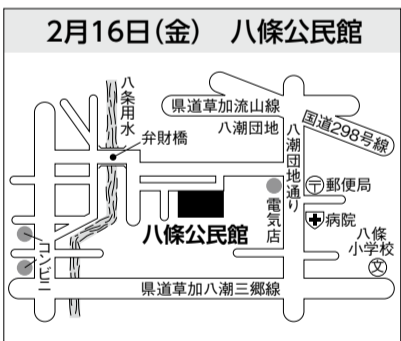 2月16日(金) 八條公民館
八条用水
県道草加流山線
国道298号線
八潮団地
弁財橋
八潮団地通り
郵便局
電気店
病院
八條公民館
八條
小学校
文
コンビニ
県道草加八潮三郷線